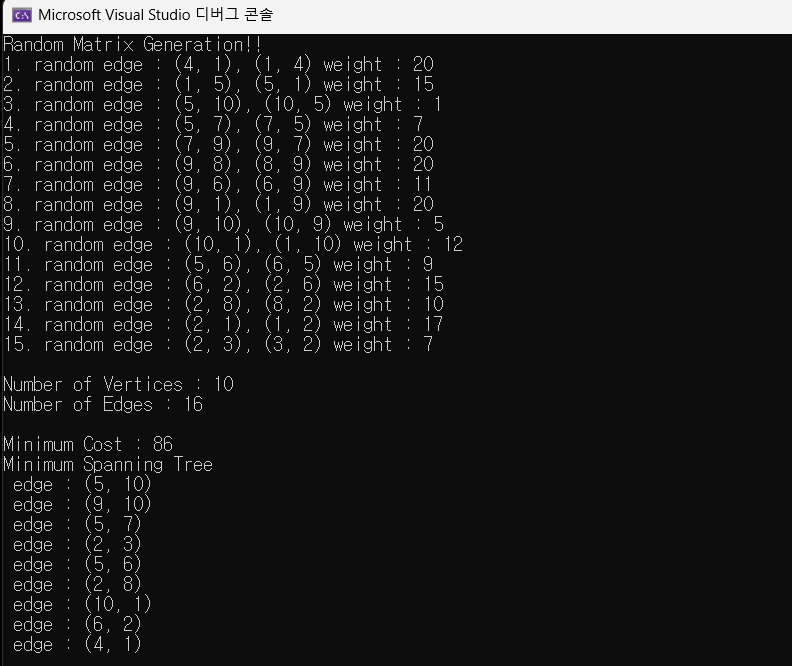 Microsoft Visual Studio 디버그 콘솔
Random Matrix Generation!!
1. random edge : (4, 1), (1, 4) weight : 20
2. random edge : (1, 5), (5, 1) weight : 15
3. random edge : (5, 10), (10, 5) weight : 1
4. random edge : (5, 7), (7, 5) weight : 7
5. random edge : (7, 9), (9, 7) weight : 20
6. random edge : (9, 8), (8, 9) weight : 20
7. random edge : (9, 6), (6, 9) weight : 11
8. random edge : (9, 1), (1, 9) weight : 20
9. random edge : (9, 10), (10, 9) weight : 5
10. random edge : (10, 1), (1, 10) weight : 12
11. random edge : (5, 6), (6, 5) weight : 9
12. random edge : (6, 2), (2, 6) weight : 15
13. random edge : (2, 8), (8, 2) weight : 10
14. random edge : (2, 1), (1, 2) weight : 17
15. random edge : (2, 3), (3, 2) weight : 7
Number of Vertices : 10
Number of Edges : 16
Minimum Cost : 86
Minimum Spanning Tree
edge : (5, 10)
edge : (9, 10)
edge : (5, 7)
edge : (2, 3)
edge : (5, 6)
edge : (2, 8)
edge : (10, 1)
edge : (6, 2)
edge : (4, 1)